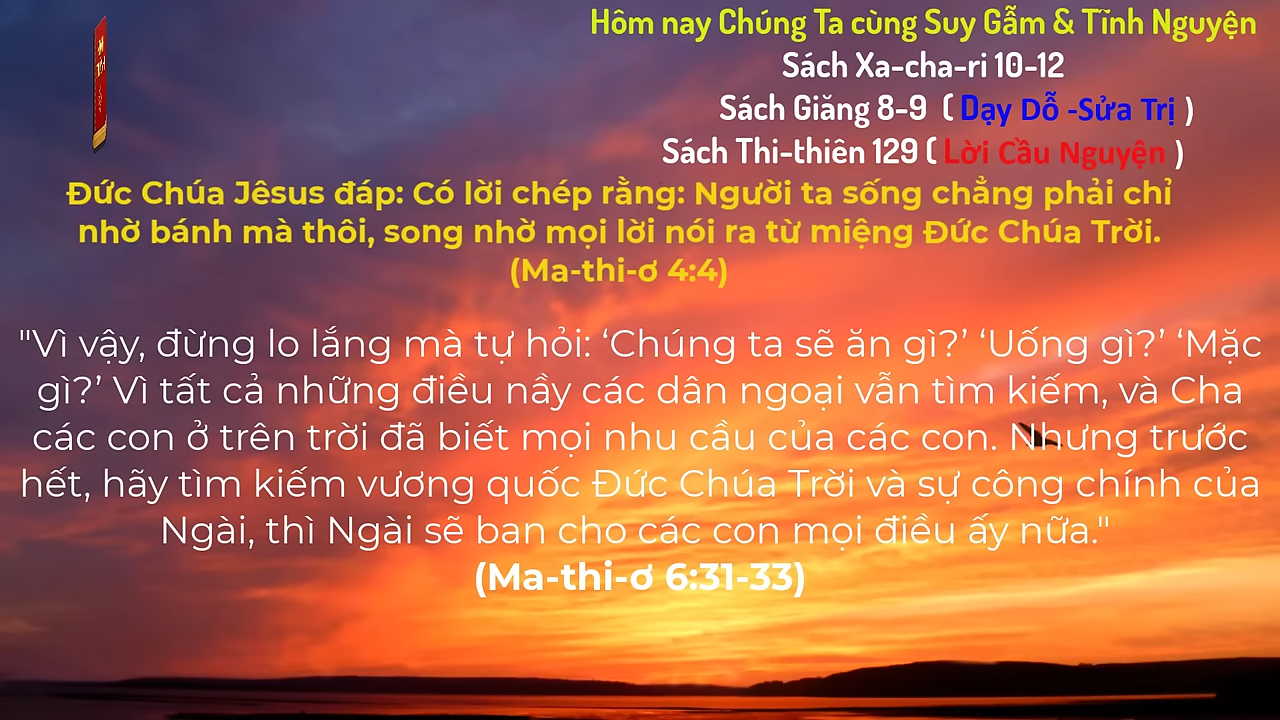 Hôm nay Chúng Ta cùng Suy Gẫm & Tĩnh Nguyện
Sách Xa-cha-ri 10-12
Sách Giăng 8-9 ( Dạy Dỗ -Sửa Trị )
Sách Thi-thiên 129 ( Lời Cầu Nguyện )
Đức Chúa Jêsus đáp: Có lời chép rằng: Người ta sống chẳng phải chỉ
nhờ bánh mà thôi, song nhờ mọi lời nói ra từ miệng Đức Chúa Trời.
(Ma-thi-ơ 4:4)
"Vì vậy, đừng lo lắng mà tự hỏi: ‘Chúng ta sẽ ăn gì?’ ‘Uống gì?’ ‘Mặc
gì?’ Vì tất cả những điều nầy các dân ngoại vẫn tìm kiếm, và Cha
các con ở trên trời đã biết mọi nhu cầu của các con. Nhưng trước
hết, hãy tìm kiếm vương quốc Đức Chúa Trời và sự công chính của
Ngài, thì Ngài sẽ ban cho các con mọi điều ấy nữa."
(Ma-thi-ơ 6:31-33)